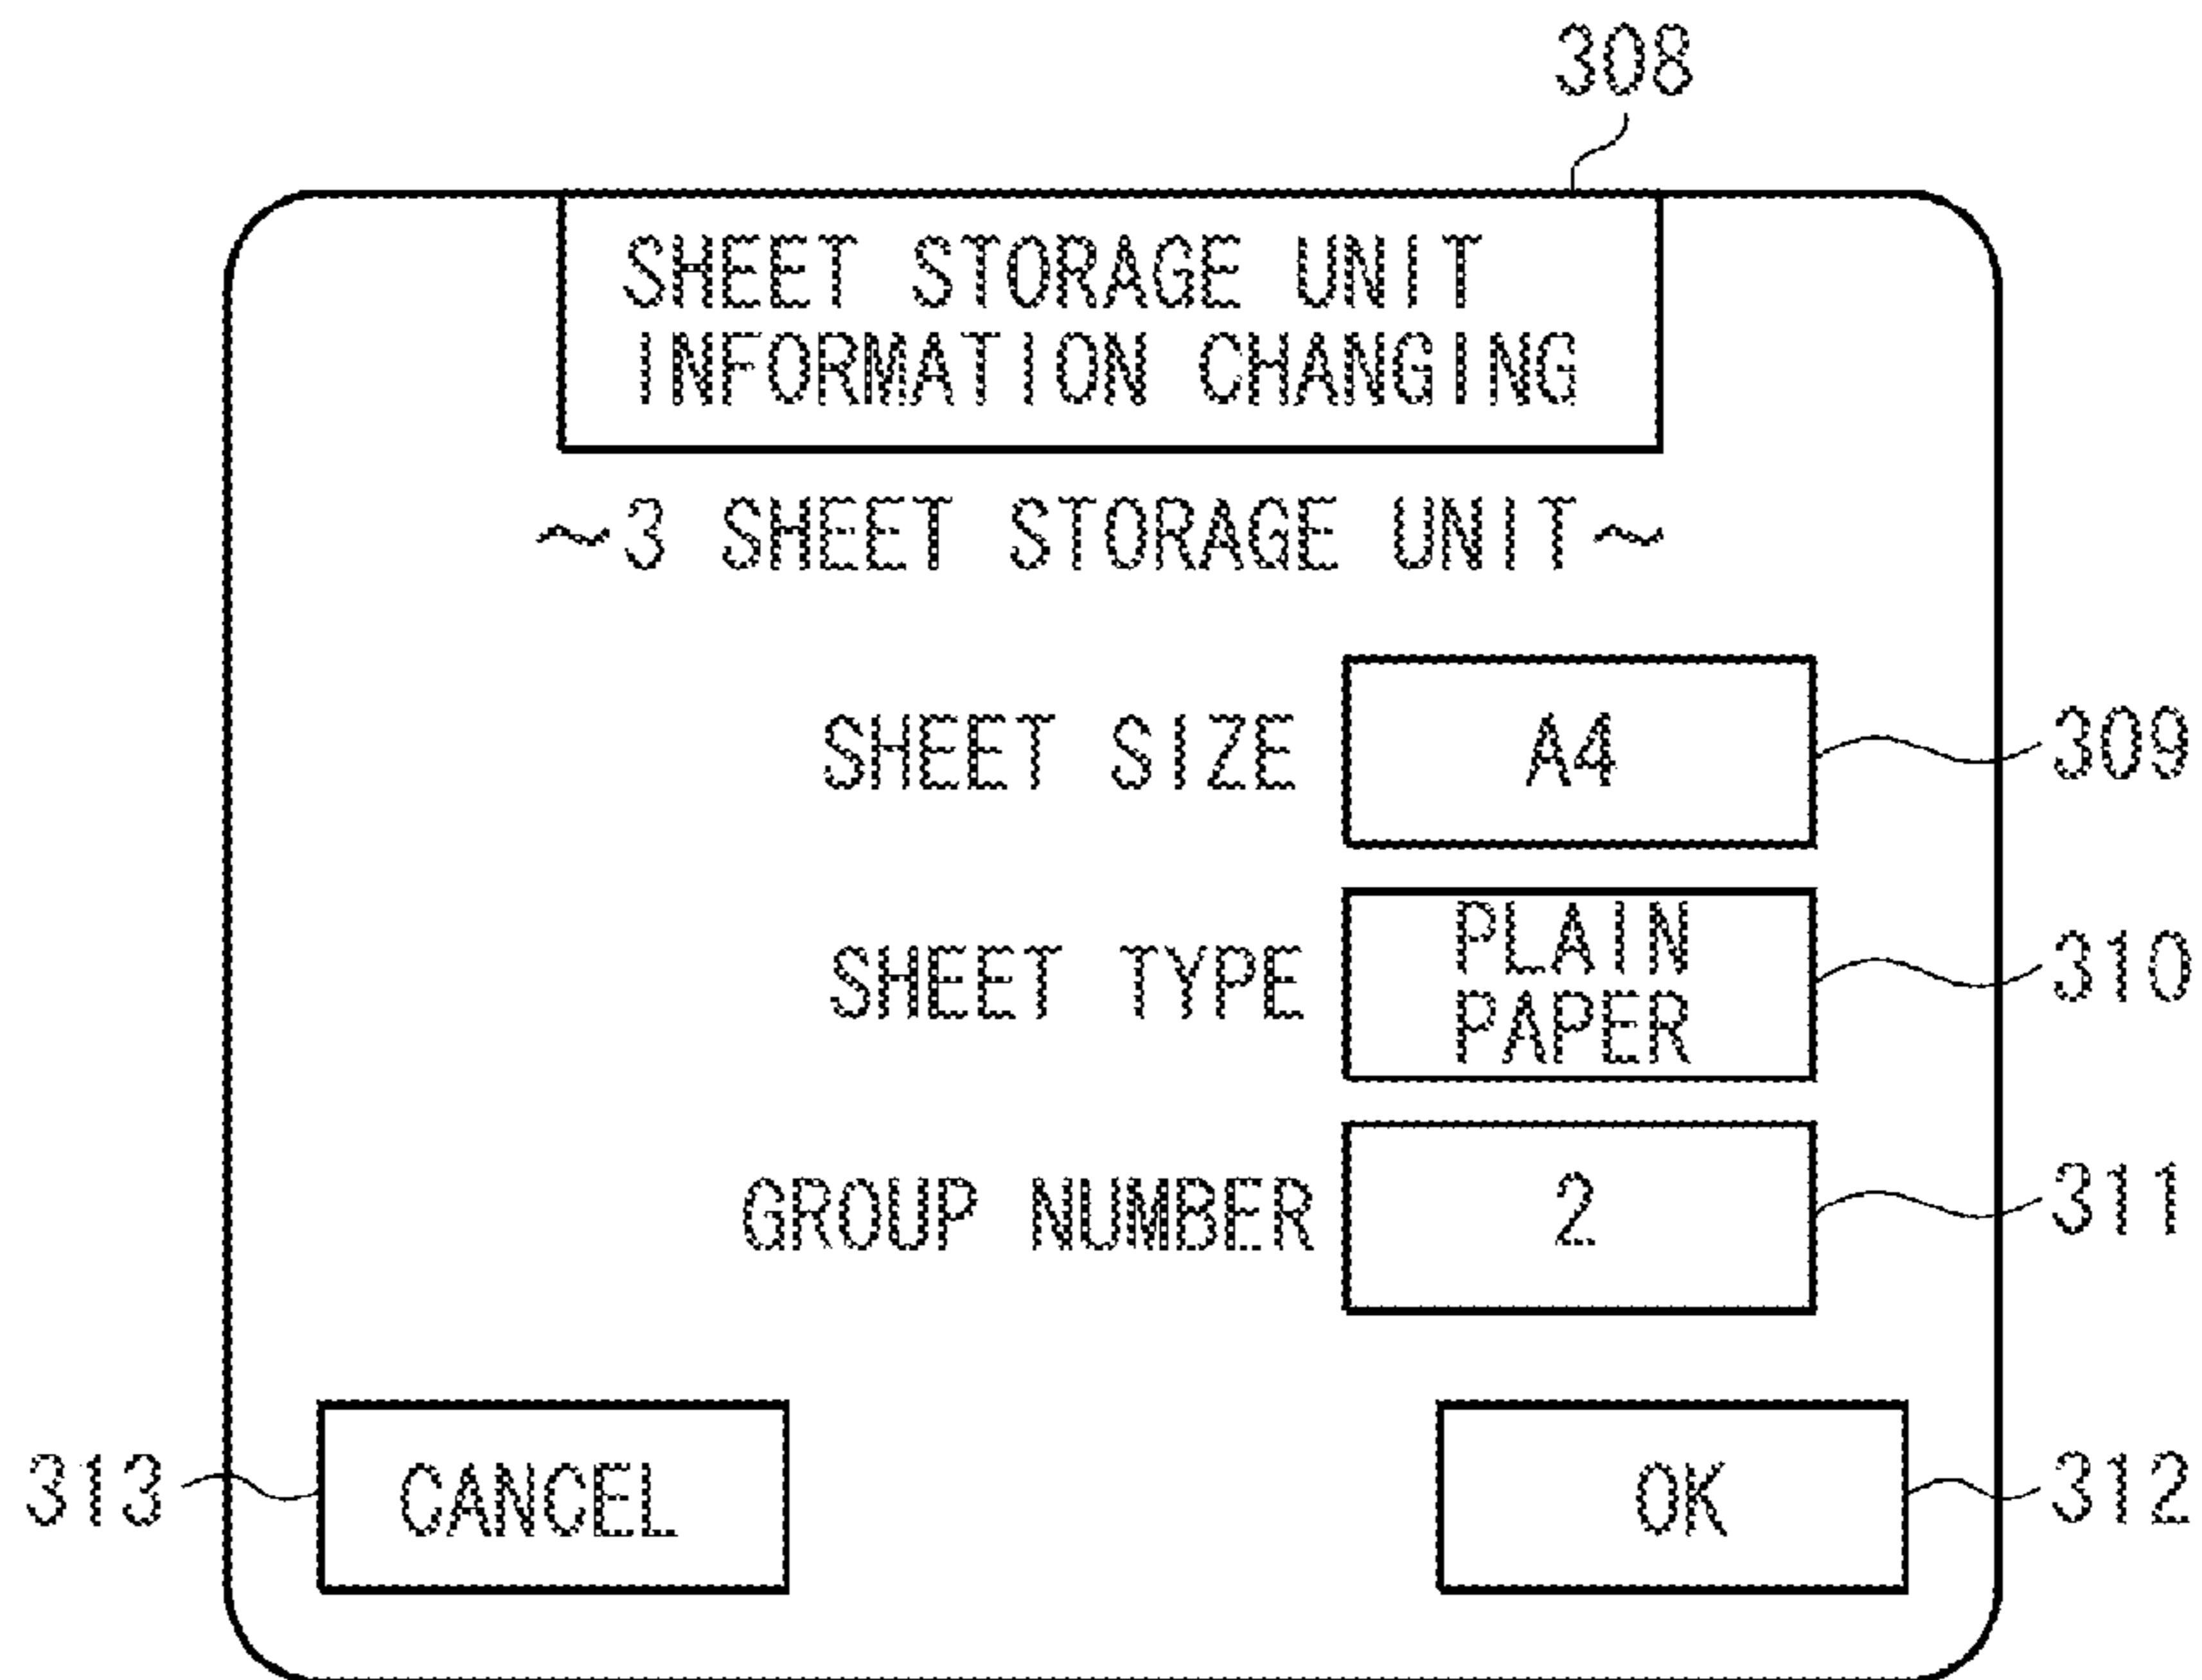 308
SHEET STORAGE UNIT
INFORMATION CHANGING
~3 SHEET STORAGE UNIT~
SHEET SIZE A4 309
SHEET TYPE PLAIN PAPER 310
GROUP NUMBER 2 311
313 CANCEL OK 312